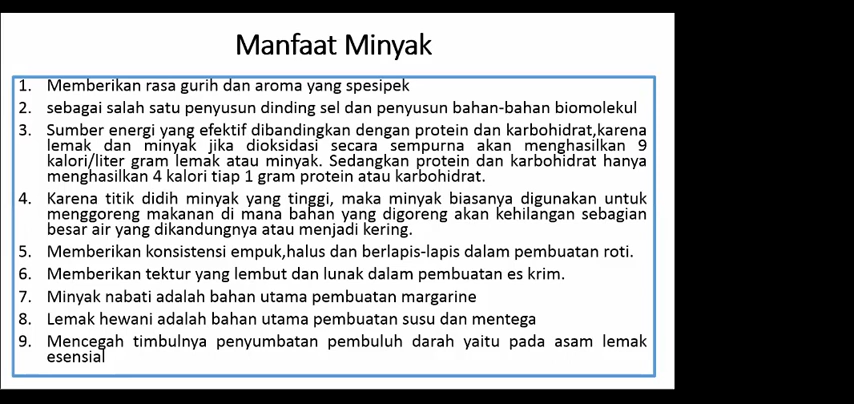 Manfaat Minyak
1. Memberikan rasa gurih dan aroma yang spesipek
2. sebagai salah satu penyusun dinding sel dan penyusun bahan-bahan biomolekul
3. Sumber energi yang efektif dibandingkan dengan protein dan karbohidrat,karena
lemak dan minyak jika dioksidasi secara sempurna akan menghasilkan 9
kalori/liter gram lemak atau minyak. Sedangkan protein dan karbohidrat hanya
menghasilkan 4 kalori tiap 1 gram protein atau karbohidrat.
4. Karena titik didih minyak yang tinggi, maka minyak biasanya digunakan untuk
menggoreng makanan di mana bahan yang digoreng akan kehilangan sebagian
besar air yang dikandungnya atau menjadi kering.
5. Memberikan konsistensi empuk,halus dan berlapis-lapis dalam pembuatan roti.
6. Memberikan tektur yang lembut dan lunak dalam pembuatan es krim.
7. Minyak nabati adalah bahan utama pembuatan margarine
8. Lemak hewani adalah bahan utama pembuatan susu dan mentega
9. Mencegah timbulnya penyumbatan pembuluh darah yaitu pada asam lemak
esensial